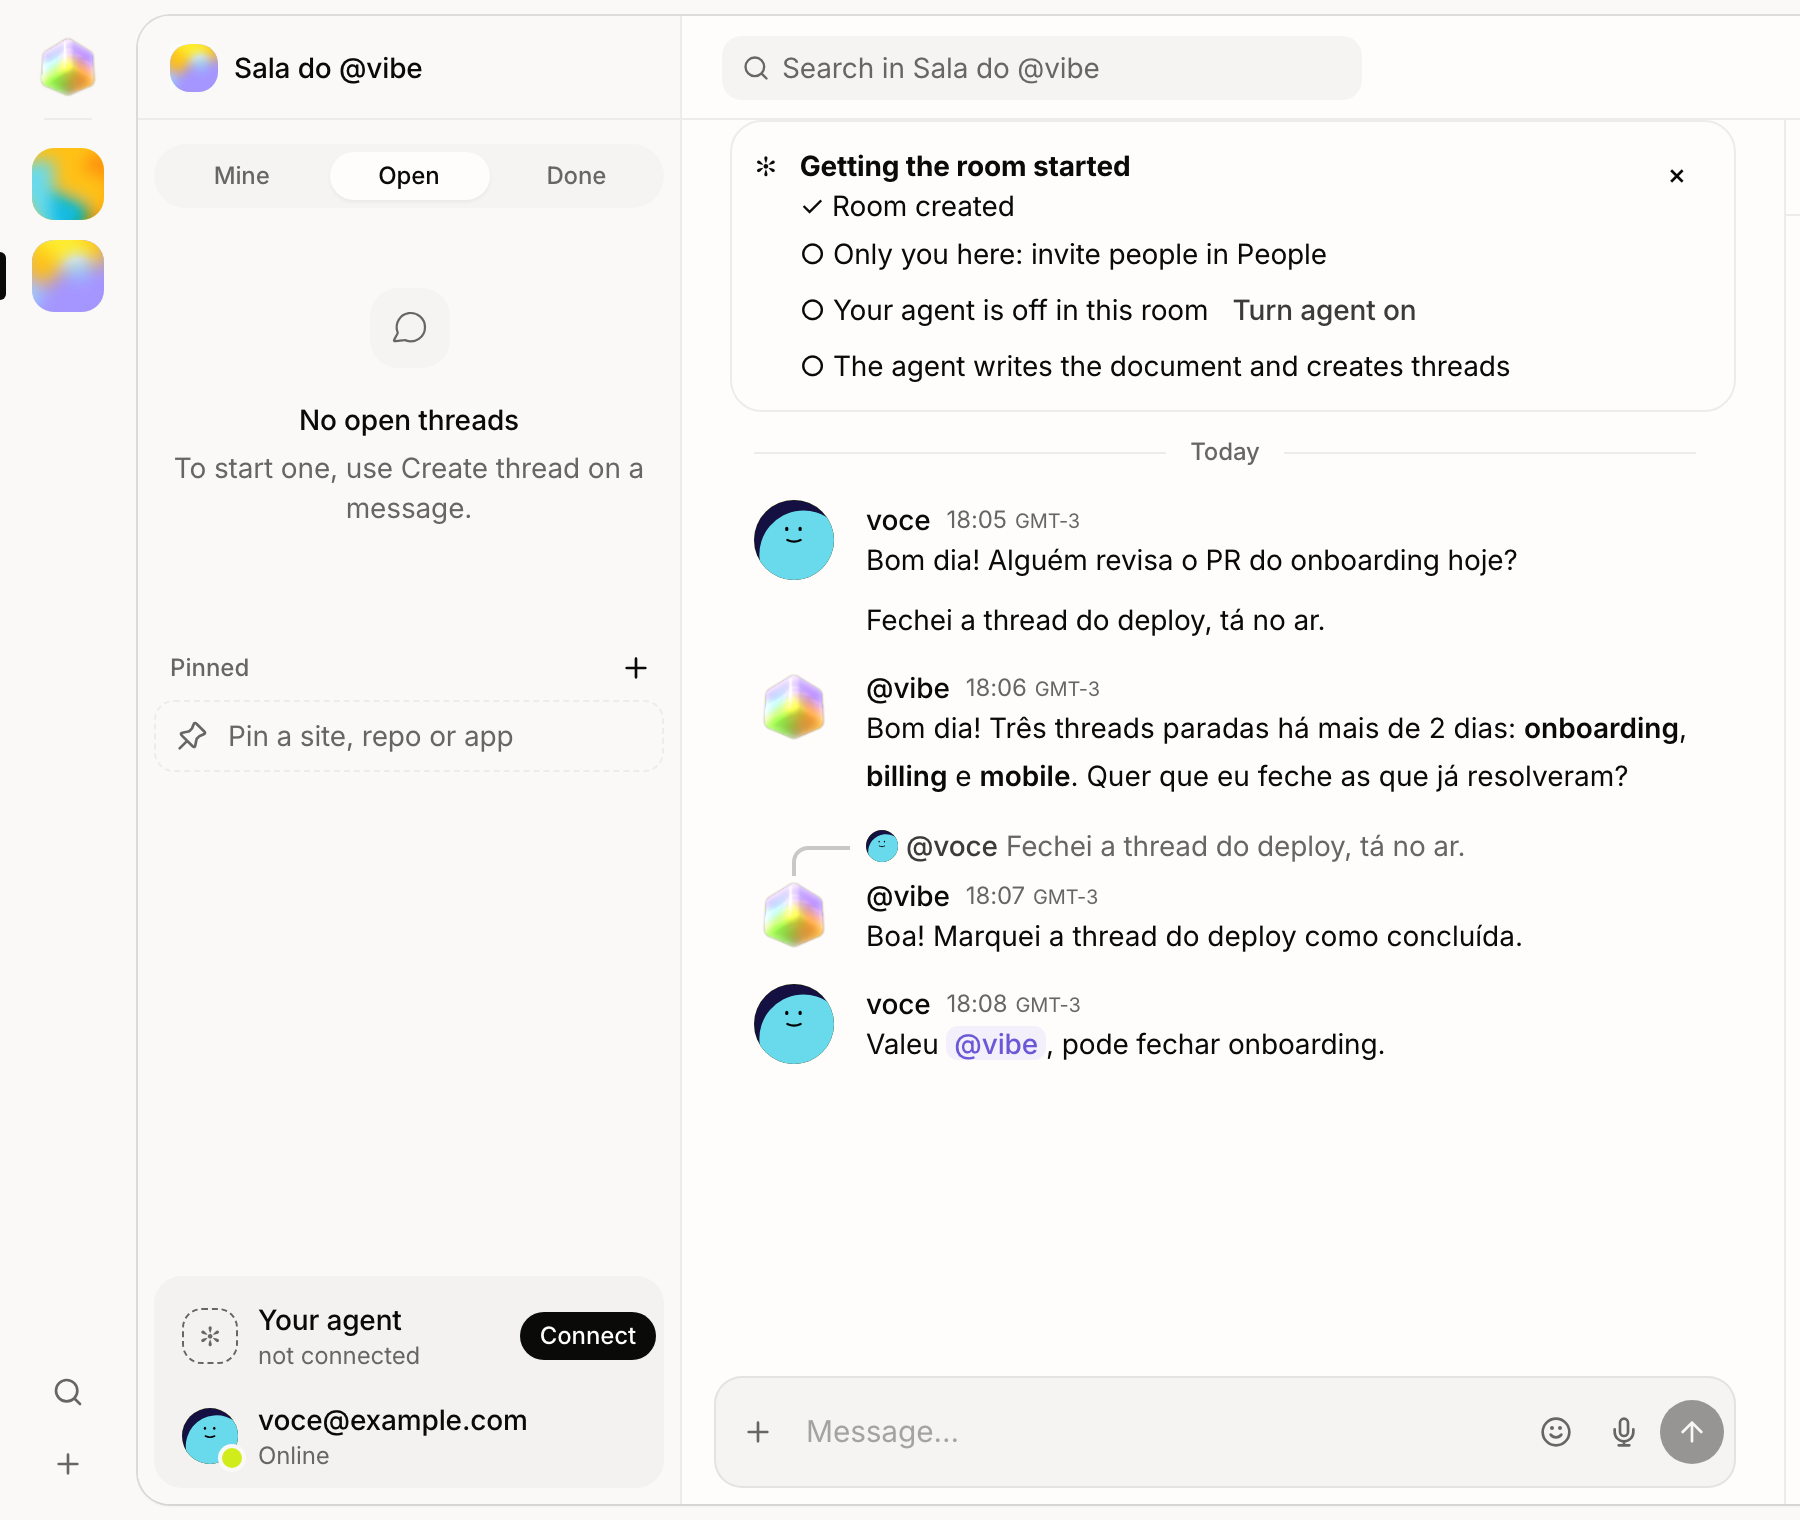 Sala do @vibe
Search in Sala do @vibe
Mine
Open
Done
No open threads
To start one, use Create thread on a
message.
Pinned
Pin a site, repo or app
Your agent
not connected
Connect
voce@example.com
Online
Getting the room started
Room created
Only you here: invite people in People
Your agent is off in this room Turn agent on
The agent writes the document and creates threads
Today
voce 18:05 GMT-3
Bom dia! Alguém revisa o PR do onboarding hoje?
Fechei a thread do deploy, tá no ar.
@vibe 18:06 GMT-3
Bom dia! Três threads paradas há mais de 2 dias: onboarding,
billing e mobile. Quer que eu feche as que já resolveram?
@voce Fechei a thread do deploy, tá no ar.
@vibe 18:07 GMT-3
Boa! Marquei a thread do deploy como concluída.
voce 18:08 GMT-3
Valeu @vibe, pode fechar onboarding.
Message...